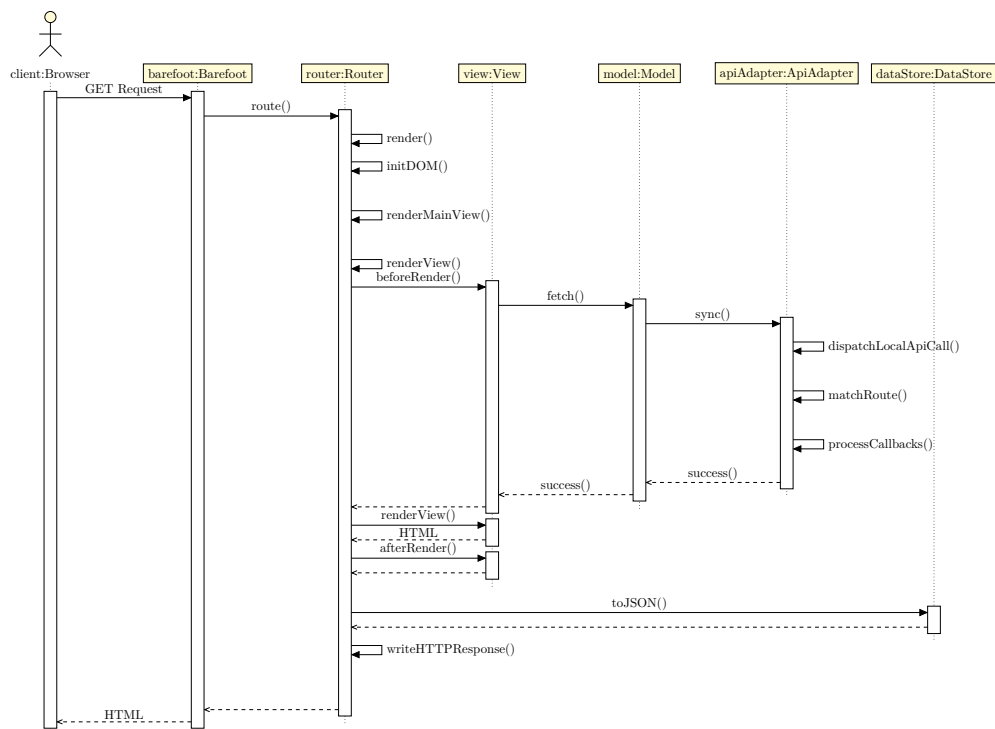 client:Browser
barefoot:Barefoot
router:Router
view:View
model:Model
apiAdapter:ApiAdapter
dataStore:DataStore
GET Request
route()
render()
initDOM()
renderMainView()
renderView()
beforeRender()
fetch()
sync()
dispatchLocalApiCall()
matchRoute()
processCallbacks()
success()
success()
renderView()
HTML
afterRender()
toJSON()
writeHTTPResponse()
HTML